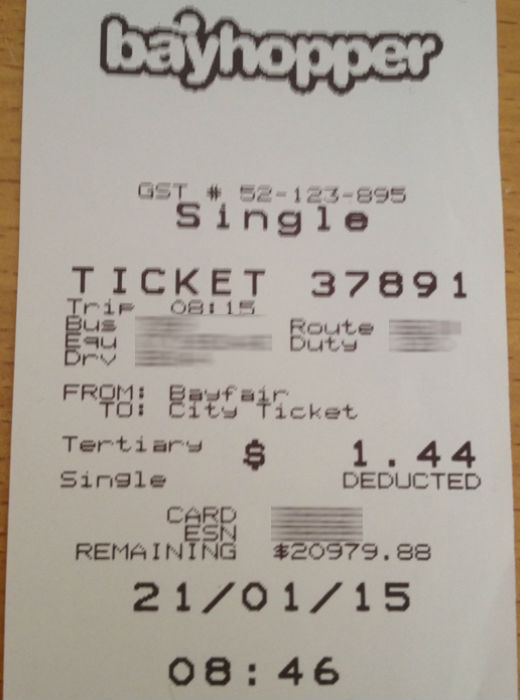 bayhopper
GST # 52-123-895
Single
TICKET 37891
Trip 08:15
Bus Route
Equ Duty
Drv
FROM: Bayfair
TO: City Ticket
Tertiary $ 1.44
Single DEDUCTED
CARD
ESN
REMAINING $20979.88
21/01/15
08:46